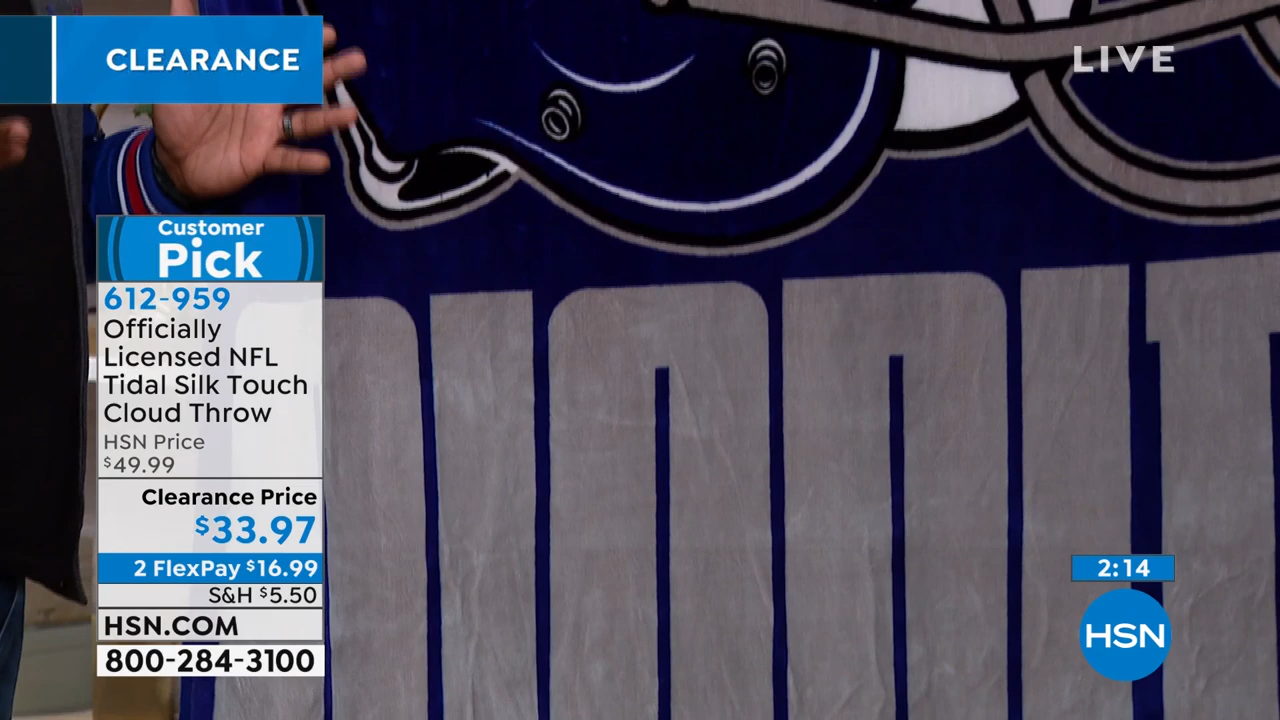 CLEARANCE
LIVE
Customer
Pick
612-959
Officially
Licensed NFL
Tidal Silk Touch
Cloud Throw
HSN Price
$49.99
Clearance Price
$33.97
2 FlexPay $16.99
S&H $5.50
HSN.COM
800-284-3100
2:14
HSN